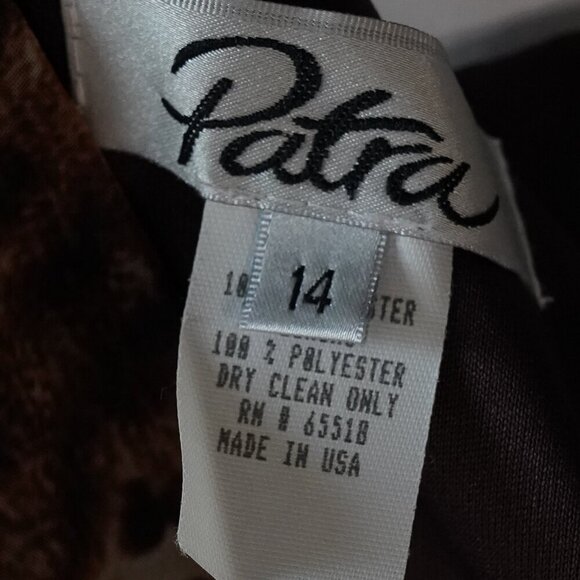 Patra
14
100 % POLYESTER
DRY CLEAN ONLY
RN # 65518
MADE IN USA